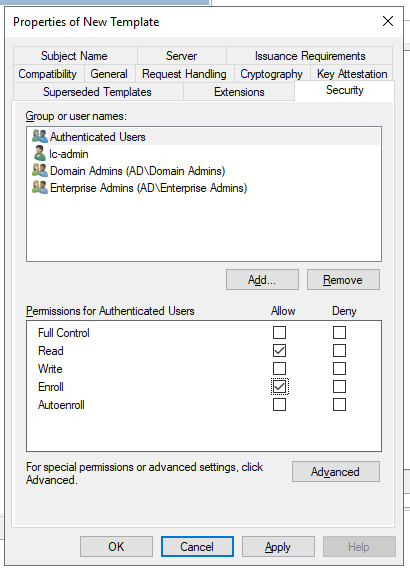 Properties of New Template
Subject Name Server Issuance Requirements
Compatibility General Request Handling Cryptography Key Attestation
Superseded Templates Extensions Security
Group or user names:
Authenticated Users
lc-admin
Domain Admins (AD\Domain Admins)
Enterprise Admins (AD\Enterprise Admins)
Add... Remove
Permissions for Authenticated Users Allow Deny
Full Control
Read
Write
Enroll
Autoenroll
For special permissions or advanced settings, click
Advanced.
Advanced
OK Cancel Apply Help